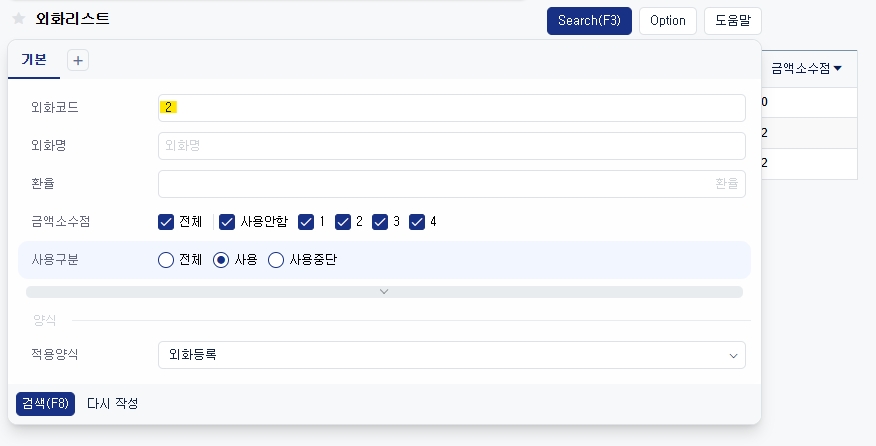 외화리스트 Search(F3) Option 도움말
기본 +
금액소수점▼
외화코드 2
0
외화명 외화명
2
환율 환율
2
금액소수점 전체 사용안함 1 2 3 4
사용구분 전체 사용 사용중단
양식
적용양식 외화등록
검색(F8) 다시 작성